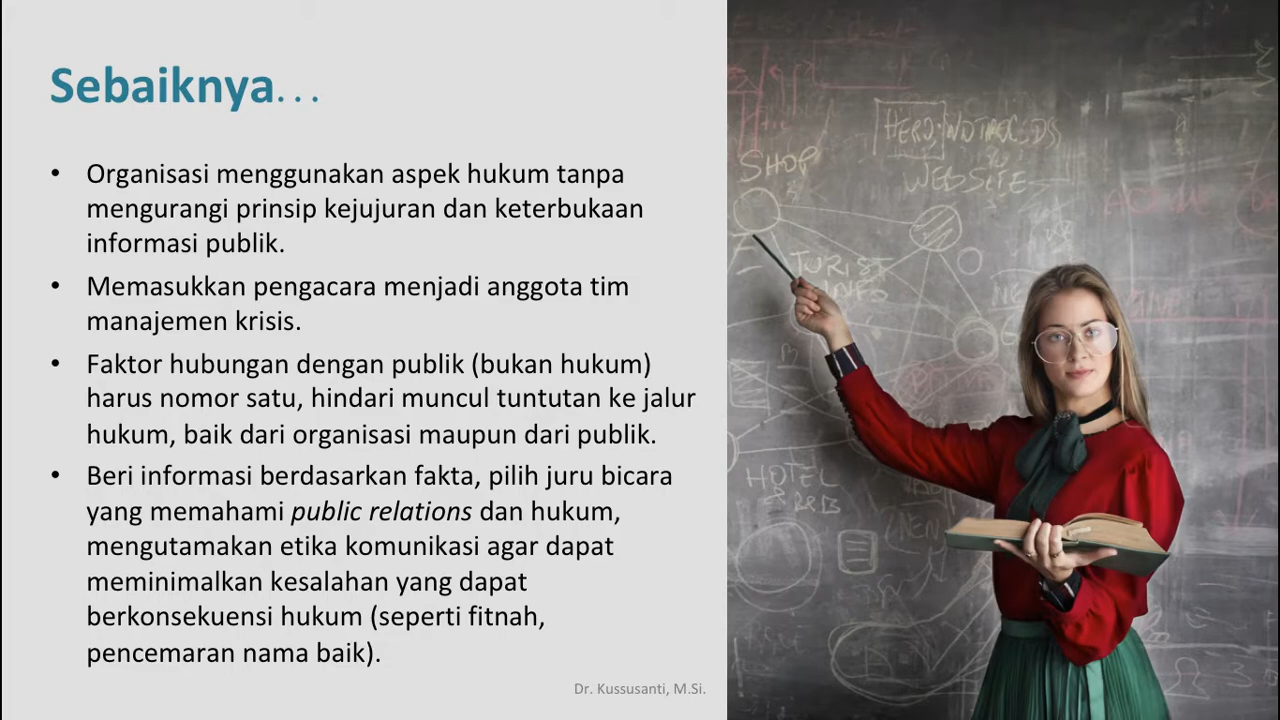 Sebaiknya...
• Organisasi menggunakan aspek hukum tanpa
mengurangi prinsip kejujuran dan keterbukaan
informasi publik.
• Memasukkan pengacara menjadi anggota tim
manajemen krisis.
• Faktor hubungan dengan publik (bukan hukum)
harus nomor satu, hindari muncul tuntutan ke jalur
hukum, baik dari organisasi maupun dari publik.
• Beri informasi berdasarkan fakta, pilih juru bicara
yang memahami public relations dan hukum,
mengutamakan etika komunikasi agar dapat
meminimalkan kesalahan yang dapat
berkonsekuensi hukum (seperti fitnah,
pencemaran nama baik).
Dr. Kussusanti, M.Si.
SHOP
WEBSITE
HOTEL